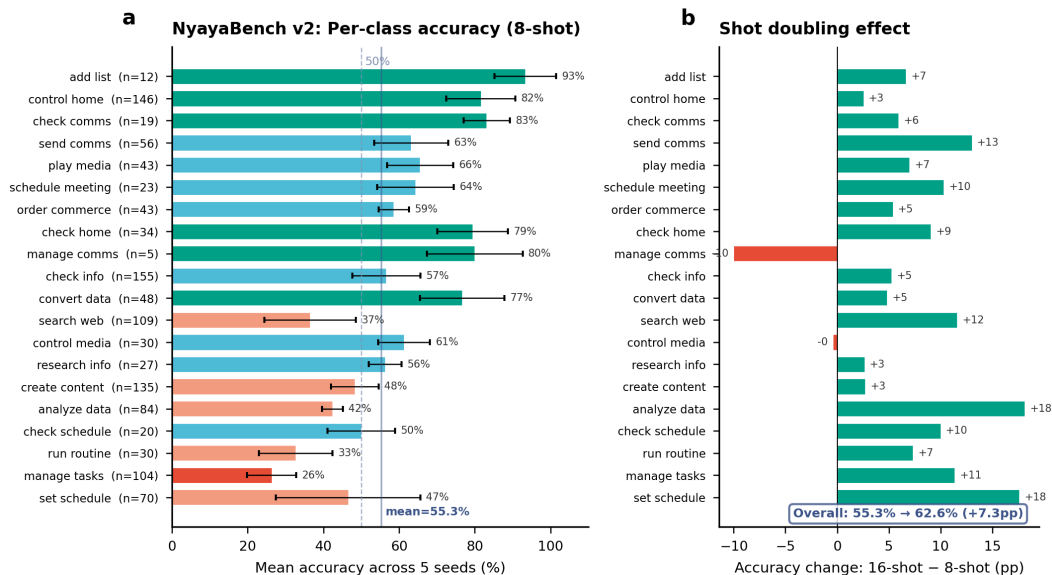 a
NyayaBench v2: Per-class accuracy (8-shot)
50%
add list (n=12) 93%
control home (n=146) 82%
check comms (n=19) 83%
send comms (n=56) 63%
play media (n=43) 66%
schedule meeting (n=23) 64%
order commerce (n=43) 59%
check home (n=34) 79%
manage comms (n=5) 80%
check info (n=155) 57%
convert data (n=48) 77%
search web (n=109) 37%
control media (n=30) 61%
research info (n=27) 56%
create content (n=135) 48%
analyze data (n=84) 42%
check schedule (n=20) 50%
run routine (n=30) 33%
manage tasks (n=104) 26%
set schedule (n=70) 47%
mean=55.3%
0 20 40 60 80 100
Mean accuracy across 5 seeds (%)
b
Shot doubling effect
add list +7
control home +3
check comms +6
send comms +13
play media +7
schedule meeting +10
order commerce +5
check home +9
manage comms -10
check info +5
convert data +5
search web +12
control media -0
research info +3
create content +3
analyze data +18
check schedule +10
run routine +7
manage tasks +11
set schedule +18
Overall: 55.3% → 62.6% (+7.3pp)
−10 −5 0 5 10 15
Accuracy change: 16-shot − 8-shot (pp)